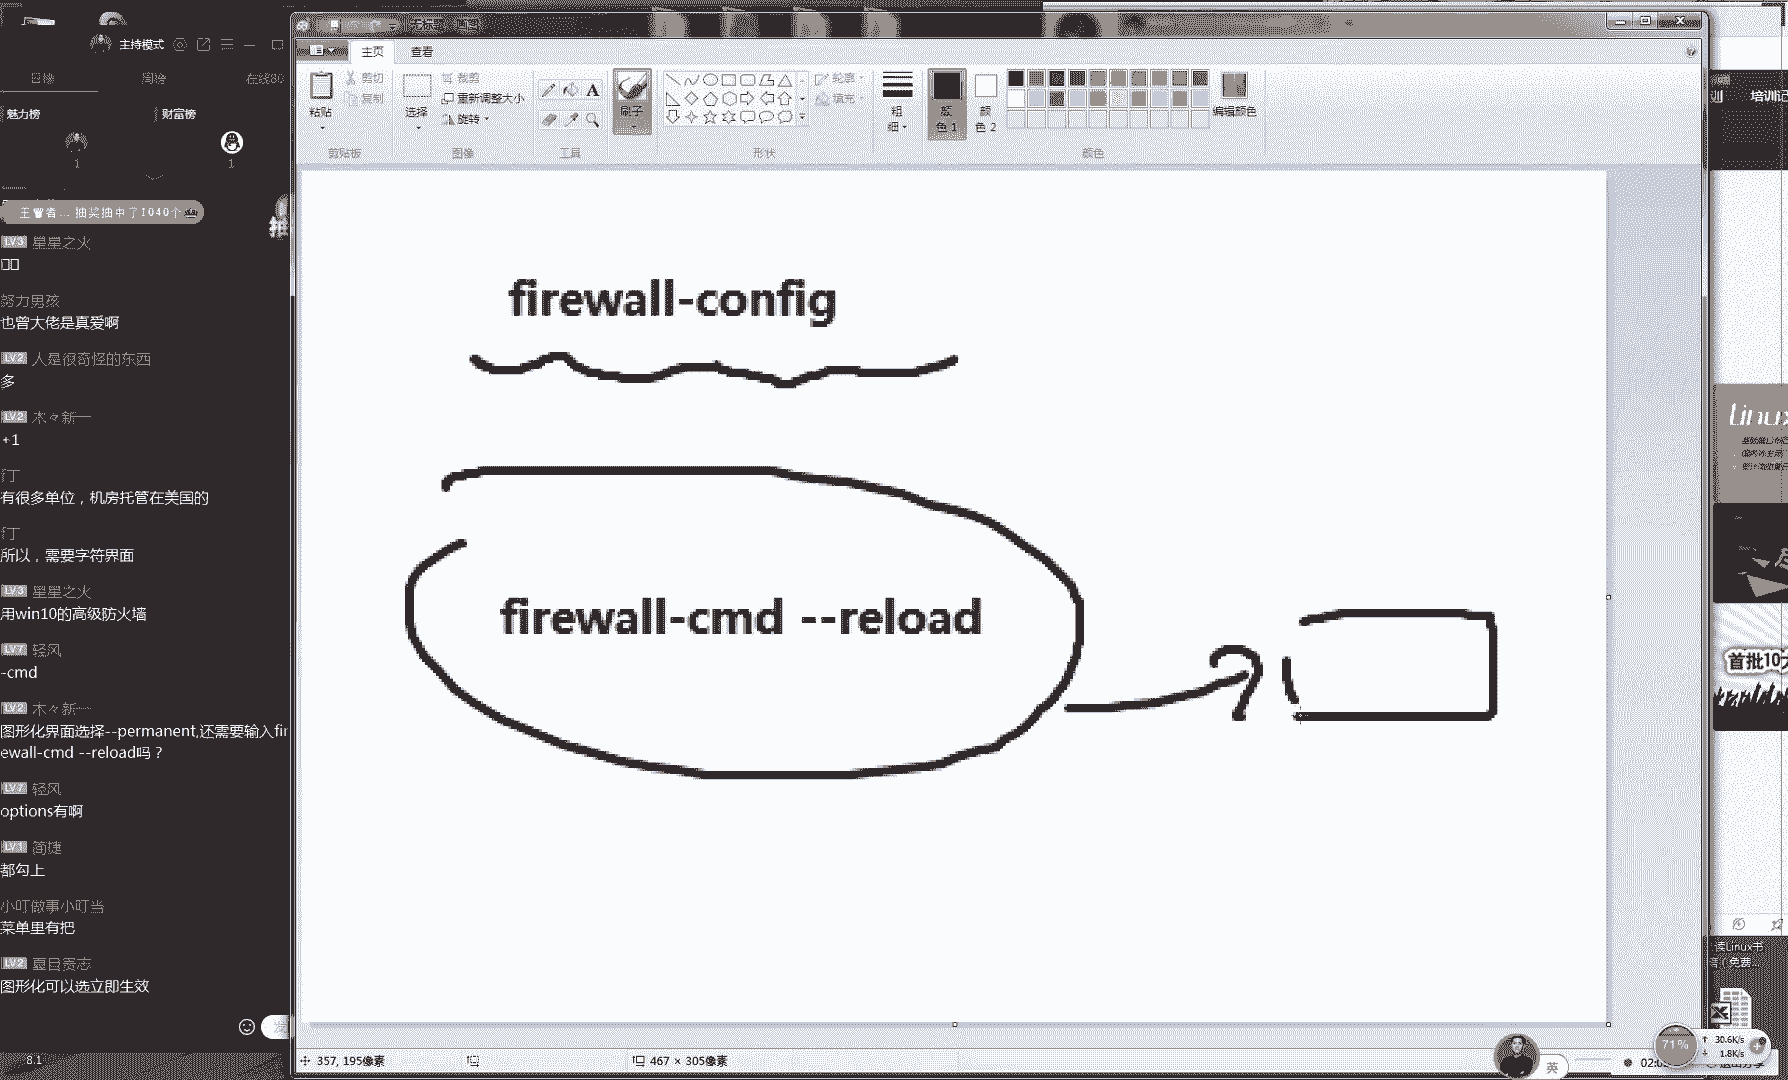 主持模式
在线80
魅力榜
财富榜
1
1
抽奖抽中了1040个
LV3 星星之火
努力男孩
也曾大佬是真爱啊
LV2 人是很奇怪的东西
多
LV2 木々新一
+1
有很多单位，机房托管在美国的
所以，需要字符界面
LV3 星星之火
用win10的高级防火墙
LV7 轻风
-cmd
LV2 木々新一
图形化界面选择--permanent,还需要输入fir
ewall-cmd --reload吗？
LV7 轻风
options有啊
LV1 简捷
都勾上
小叮做事小叮当
菜单里有把
LV2 夏目贵志
图形化可以选立即生效
8.1
主页
查看
粘贴
剪切
复制
剪贴板
选择
裁剪
重新调整大小
旋转
图像
A
工具
刷子
轮廓
填充
形状
粗
细
颜
色 1
颜
色 2
编辑颜色
颜色
firewall-config
firewall-cmd --reload
357, 195像素
467 × 305像素
培训记
Linux
首批10大
读Linux书
71%
30.6K/s
1.8K/s
英